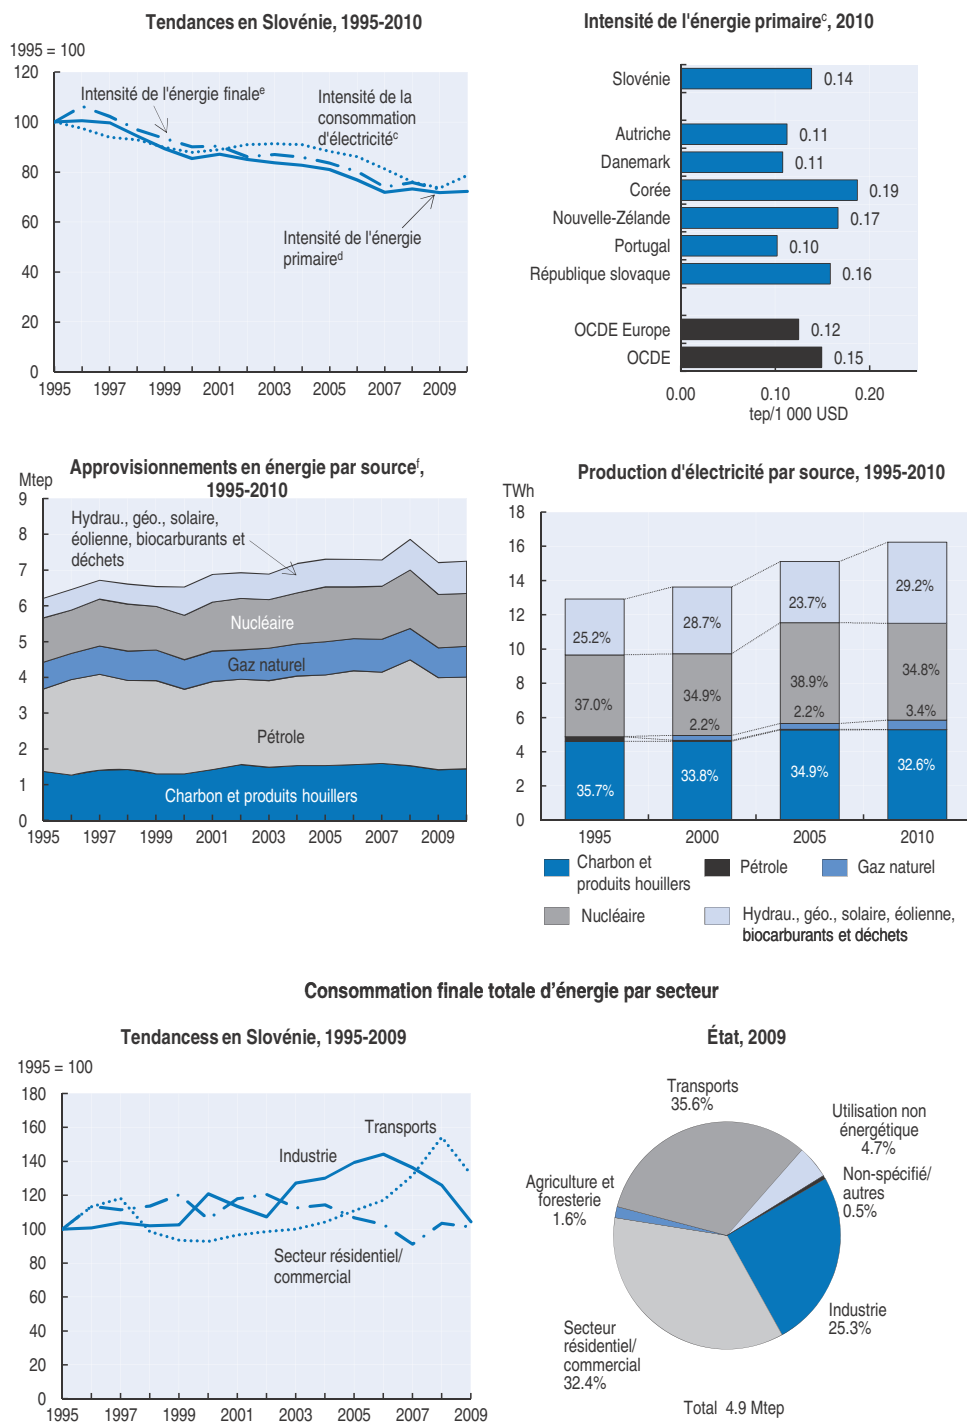 Tendances en Slovénie, 1995-2010
1995 = 100
120
100
80
60
40
20
0
Intensité de l'énergie finaleᵉ
Intensité de la
consommation
d'électricitéᶜ
Intensité de l'énergie
primaireᵈ
1995 1997 1999 2001 2003 2005 2007 2009
Intensité de l'énergie primaireᶜ, 2010
Slovénie 0.14
Autriche 0.11
Danemark 0.11
Corée 0.19
Nouvelle-Zélande 0.17
Portugal 0.10
République slovaque 0.16
OCDE Europe 0.12
OCDE 0.15
0.00 0.10 0.20
tep/1 000 USD
Approvisionnements en énergie par sourceᶠ,
1995-2010
Mtep
9
8
7
6
5
4
3
2
1
0
Hydrau., géo., solaire,
éolienne, biocarburants et
déchets
Nucléaire
Gaz naturel
Pétrole
Charbon et produits houillers
1995 1997 1999 2001 2003 2005 2007 2009
Production d'électricité par source, 1995-2010
TWh
18
16
14
12
10
8
6
4
2
0
25.2%
37.0%
35.7%
28.7%
34.9%
2.2%
33.8%
23.7%
38.9%
2.2%
34.9%
29.2%
34.8%
3.4%
32.6%
1995 2000 2005 2010
Charbon et
produits houillers
Pétrole
Gaz naturel
Nucléaire
Hydrau., géo., solaire, éolienne,
biocarburants et déchets
Consommation finale totale d'énergie par secteur
Tendancess en Slovénie, 1995-2009
1995 = 100
180
160
140
120
100
80
60
40
20
0
Transports
Industrie
Secteur résidentiel/
commercial
1995 1997 1999 2001 2003 2005 2007 2009
État, 2009
Transports
35.6%
Utilisation non
énergétique
4.7%
Non-spécifié/
autres
0.5%
Agriculture et
foresterie
1.6%
Industrie
25.3%
Secteur
résidentiel/
commercial
32.4%
Total 4.9 Mtep